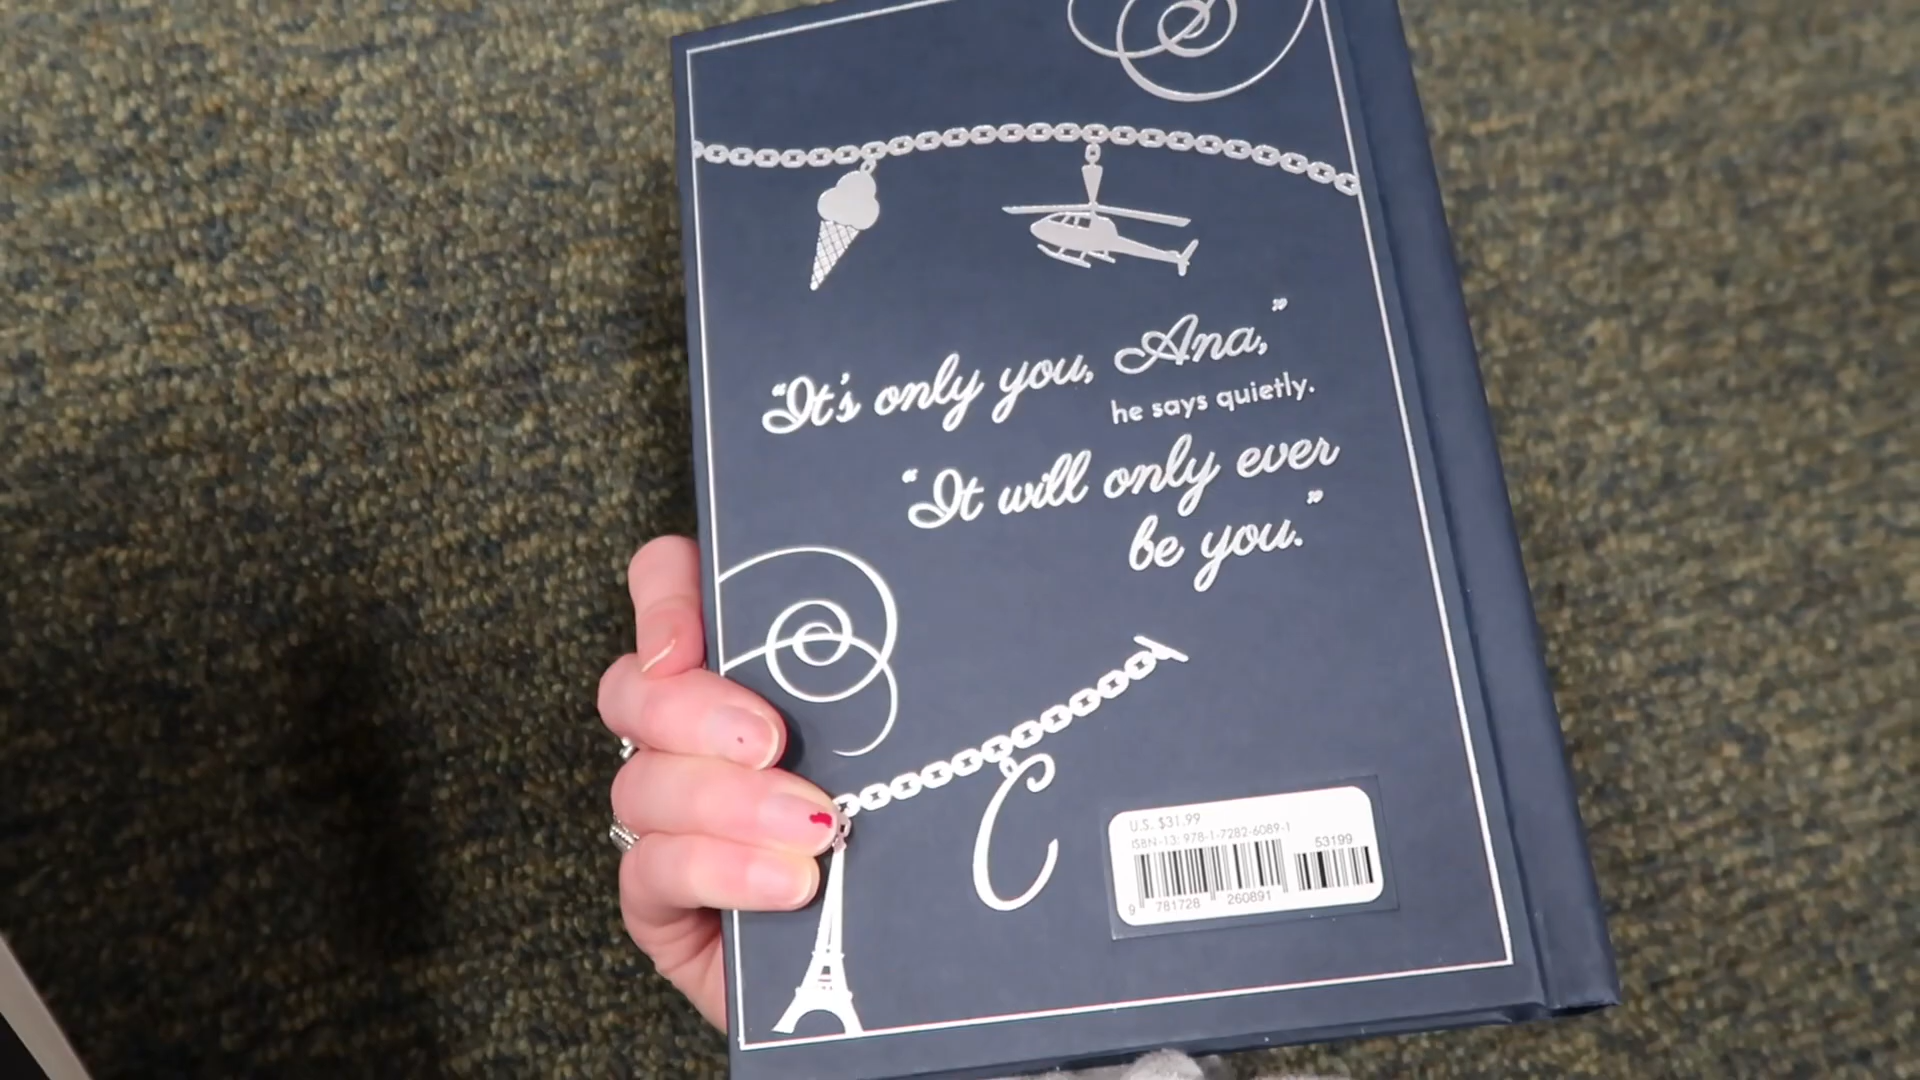 “It's only you, Ana,”
he says quietly.
“It will only ever
be you.”
C
U.S. $31.99
ISBN-13: 978-1-7282-6089-1
53199
9 781728 260891